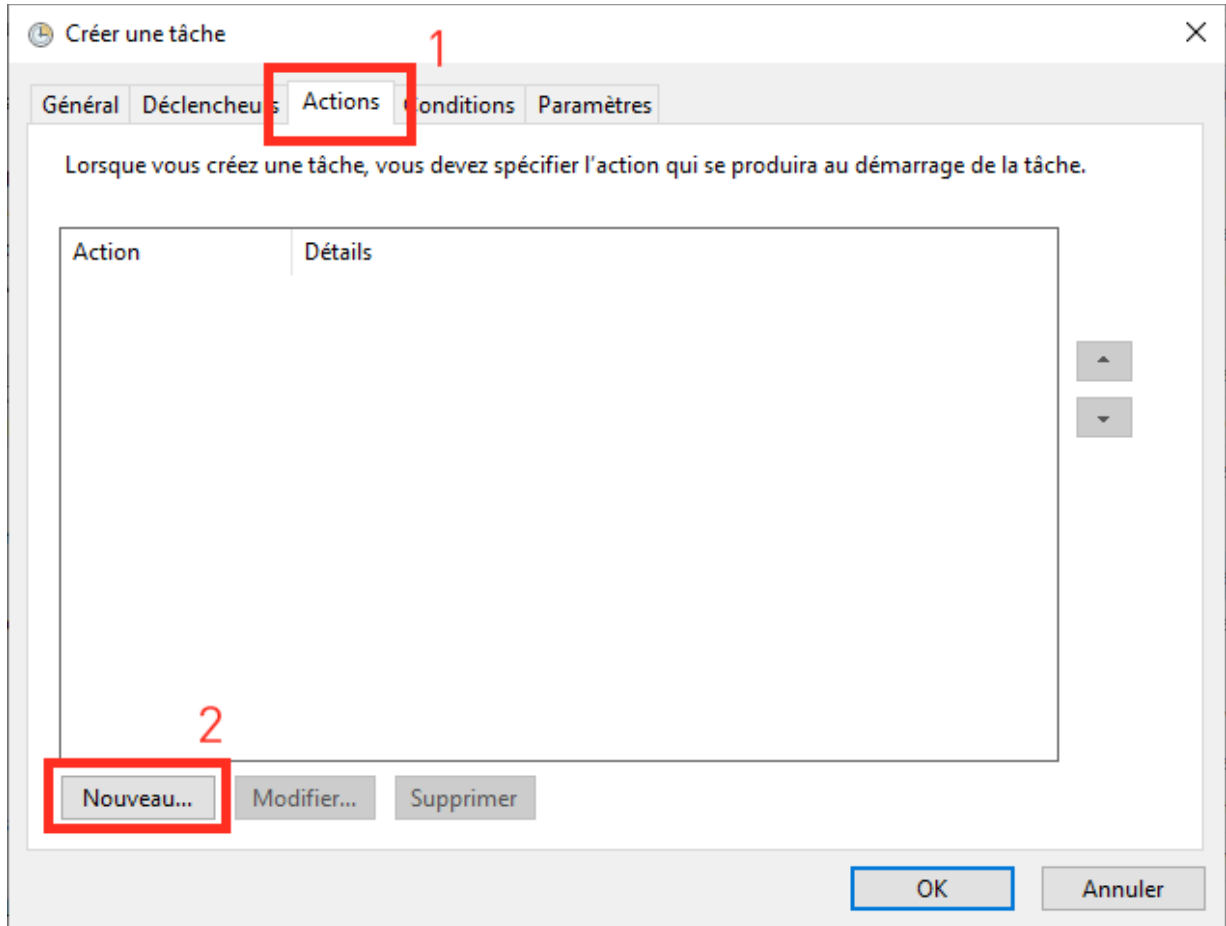 Créer une tâche
1
Général Déclencheurs Actions Conditions Paramètres
Lorsque vous créez une tâche, vous devez spécifier l'action qui se produira au démarrage de la tâche.
Action Détails
2
Nouveau... Modifier... Supprimer
OK Annuler